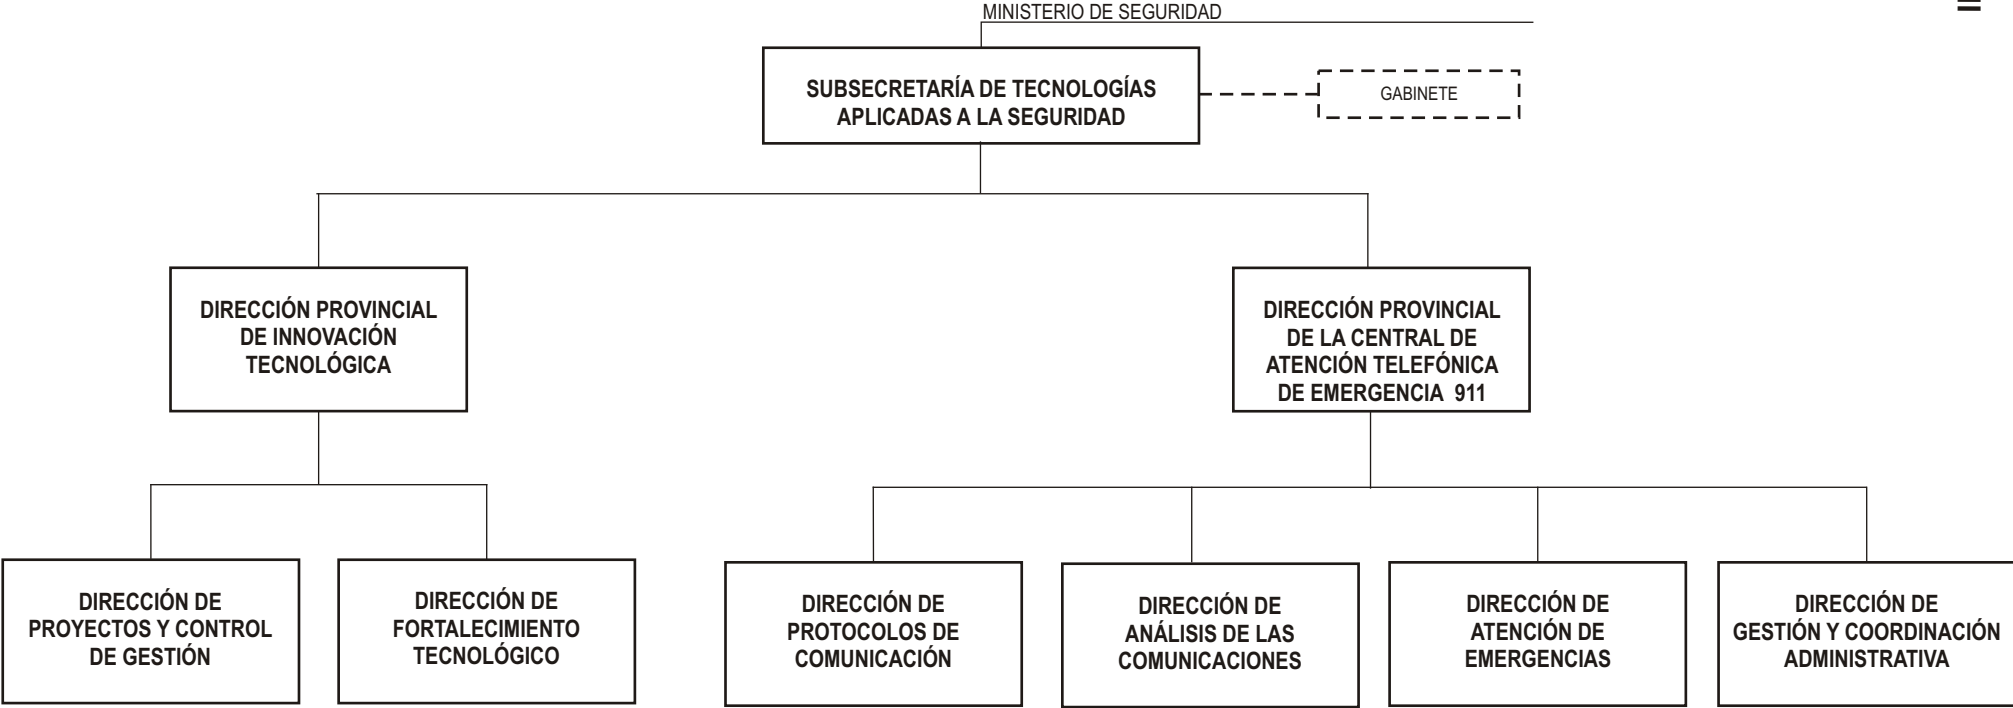 MINISTERIO DE SEGURIDAD
SUBSECRETARÍA DE TECNOLOGÍAS
APLICADAS A LA SEGURIDAD
GABINETE
DIRECCIÓN PROVINCIAL
DE INNOVACIÓN
TECNOLÓGICA
DIRECCIÓN PROVINCIAL
DE LA CENTRAL DE
ATENCIÓN TELEFÓNICA
DE EMERGENCIA 911
DIRECCIÓN DE
PROYECTOS Y CONTROL
DE GESTIÓN
DIRECCIÓN DE
FORTALECIMIENTO
TECNOLÓGICO
DIRECCIÓN DE
PROTOCOLOS DE
COMUNICACIÓN
DIRECCIÓN DE
ANÁLISIS DE LAS
COMUNICACIONES
DIRECCIÓN DE
ATENCIÓN DE
EMERGENCIAS
DIRECCIÓN DE
GESTIÓN Y COORDINACIÓN
ADMINISTRATIVA